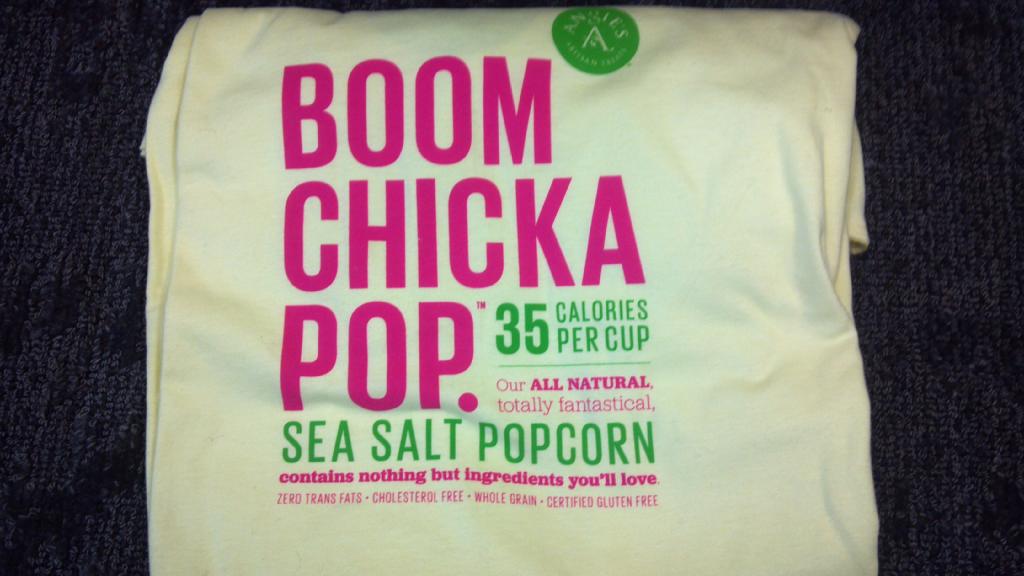 ANGIE'S
A
ARTISAN TREATS
BOOM
CHICKA
POP.™
35 CALORIES
PER CUP
Our ALL NATURAL,
totally fantastical,
SEA SALT POPCORN
contains nothing but ingredients you'll love.
ZERO TRANS FATS • CHOLESTEROL FREE • WHOLE GRAIN • CERTIFIED GLUTEN FREE